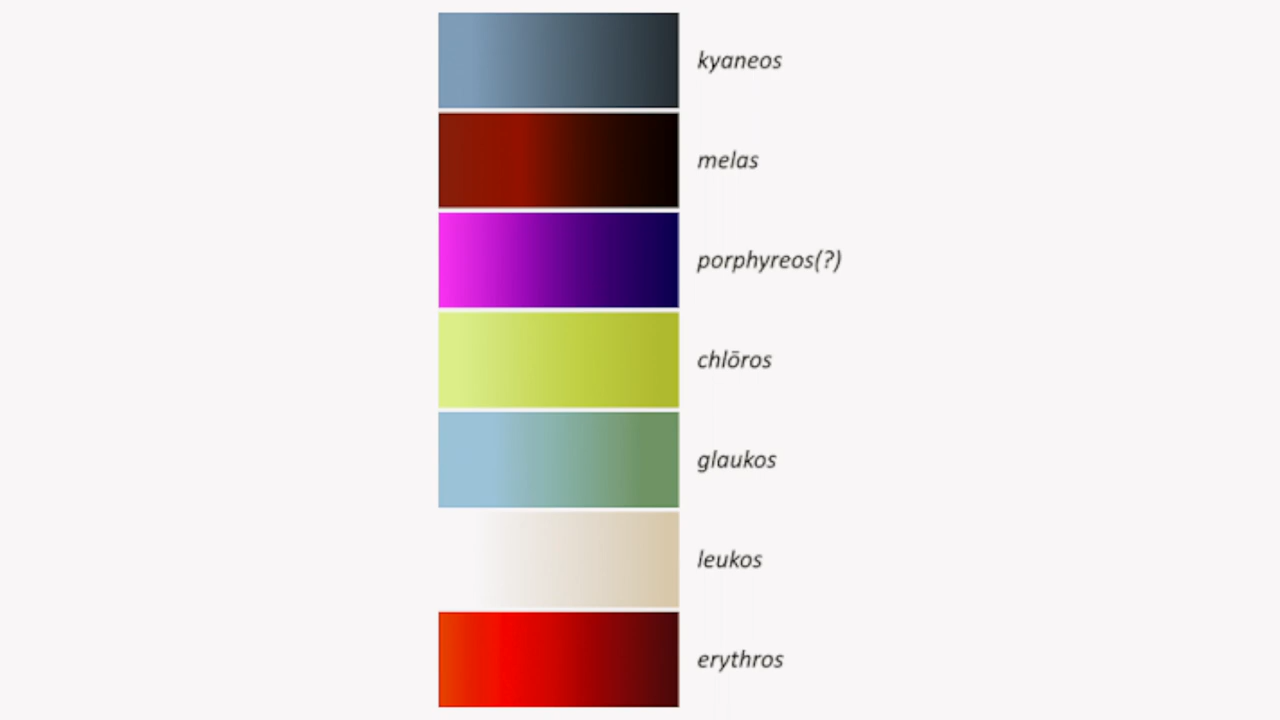 kyaneos
melas
porphyreos(?)
chlōros
glaukos
leukos
erythros